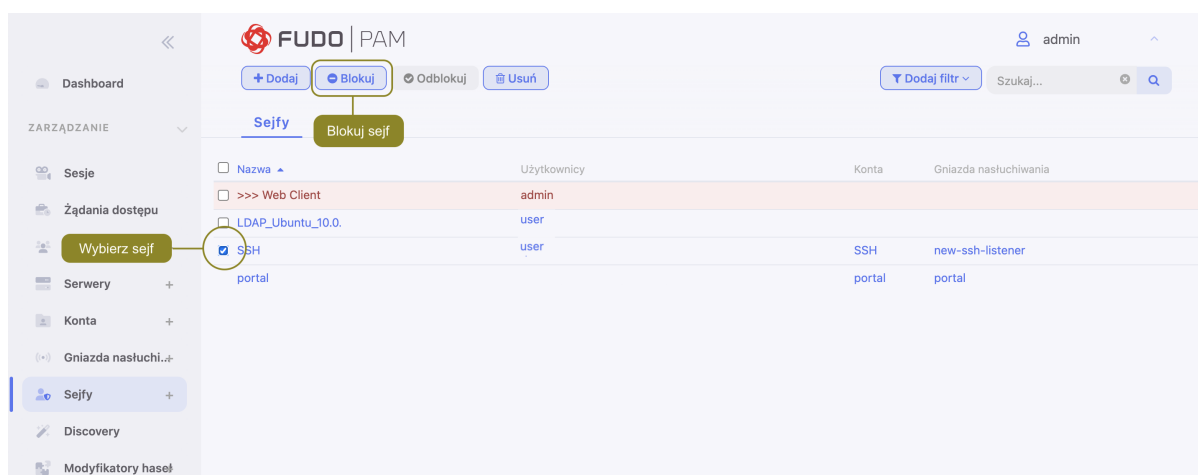 FUDO | PAM
admin
Dashboard
+ Dodaj
Blokuj
Odblokuj
Usuń
Dodaj filtr
Szukaj...
ZARZĄDZANIE
Sejfy
Blokuj sejf
Sesje
Nazwa
Użytkownicy
Konta
Gniazda nasłuchiwania
>>> Web Client
admin
Żądania dostępu
LDAP_Ubuntu_10.0.
user
Wybierz sejf
SSH
user
SSH
new-ssh-listener
Serwery +
portal
portal
portal
Konta +
Gniazda nasłuchi...+
Sejfy +
Discovery
Modyfikatory haseł